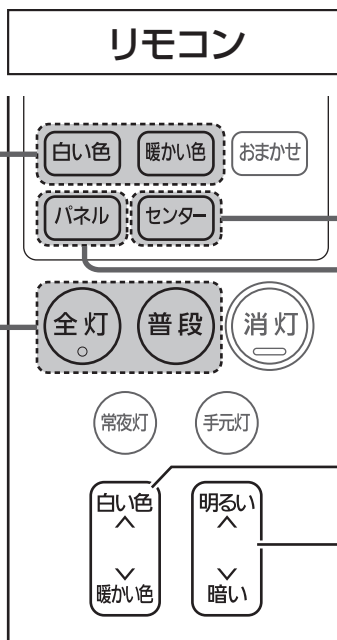 リモコン
白い色 暖かい色 おまかせ
パネル センター
全灯 普段 消灯
常夜灯 手元灯
白い色 明るい
暖かい色 暗い